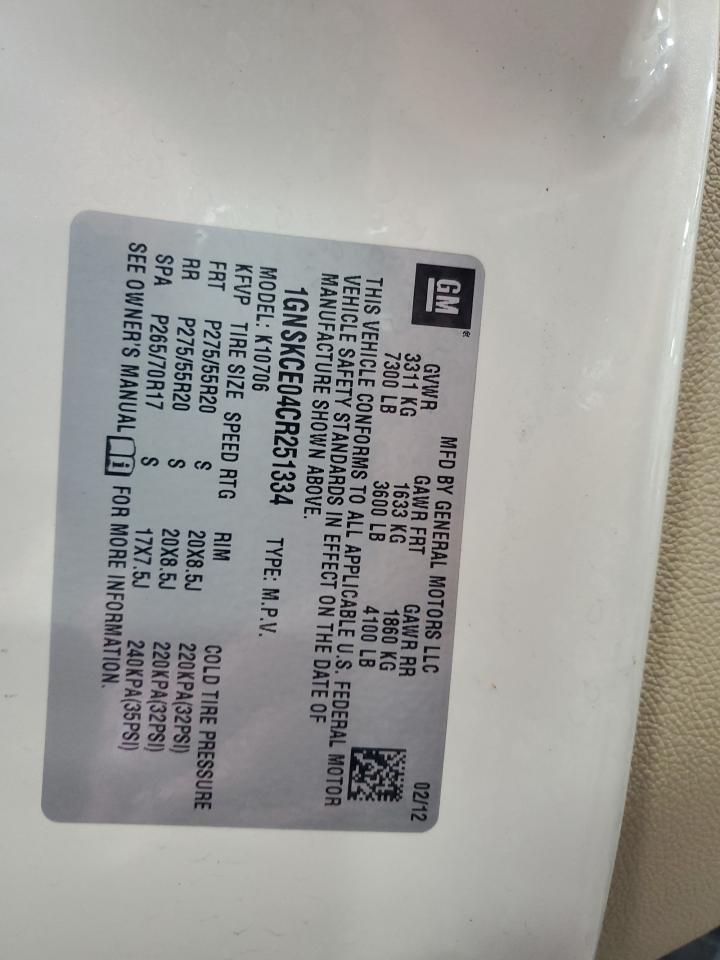 GM®
MFD BY GENERAL MOTORS LLC 02/12
GVWR GAWR FRT GAWR RR
3311 KG 1633 KG 1860 KG
7300 LB 3600 LB 4100 LB
THIS VEHICLE CONFORMS TO ALL APPLICABLE U.S. FEDERAL MOTOR
VEHICLE SAFETY STANDARDS IN EFFECT ON THE DATE OF
MANUFACTURE SHOWN ABOVE.
1GNSKCE04CR251334 TYPE: M.P.V.
MODEL: K10706
KFVP TIRE SIZE SPEED RTG RIM COLD TIRE PRESSURE
FRT P275/55R20 S 20X8.5J 220KPA(32PSI)
RR P275/55R20 S 20X8.5J 220KPA(32PSI)
SPA P265/70R17 S 17X7.5J 240KPA(35PSI)
SEE OWNER'S MANUAL i FOR MORE INFORMATION.